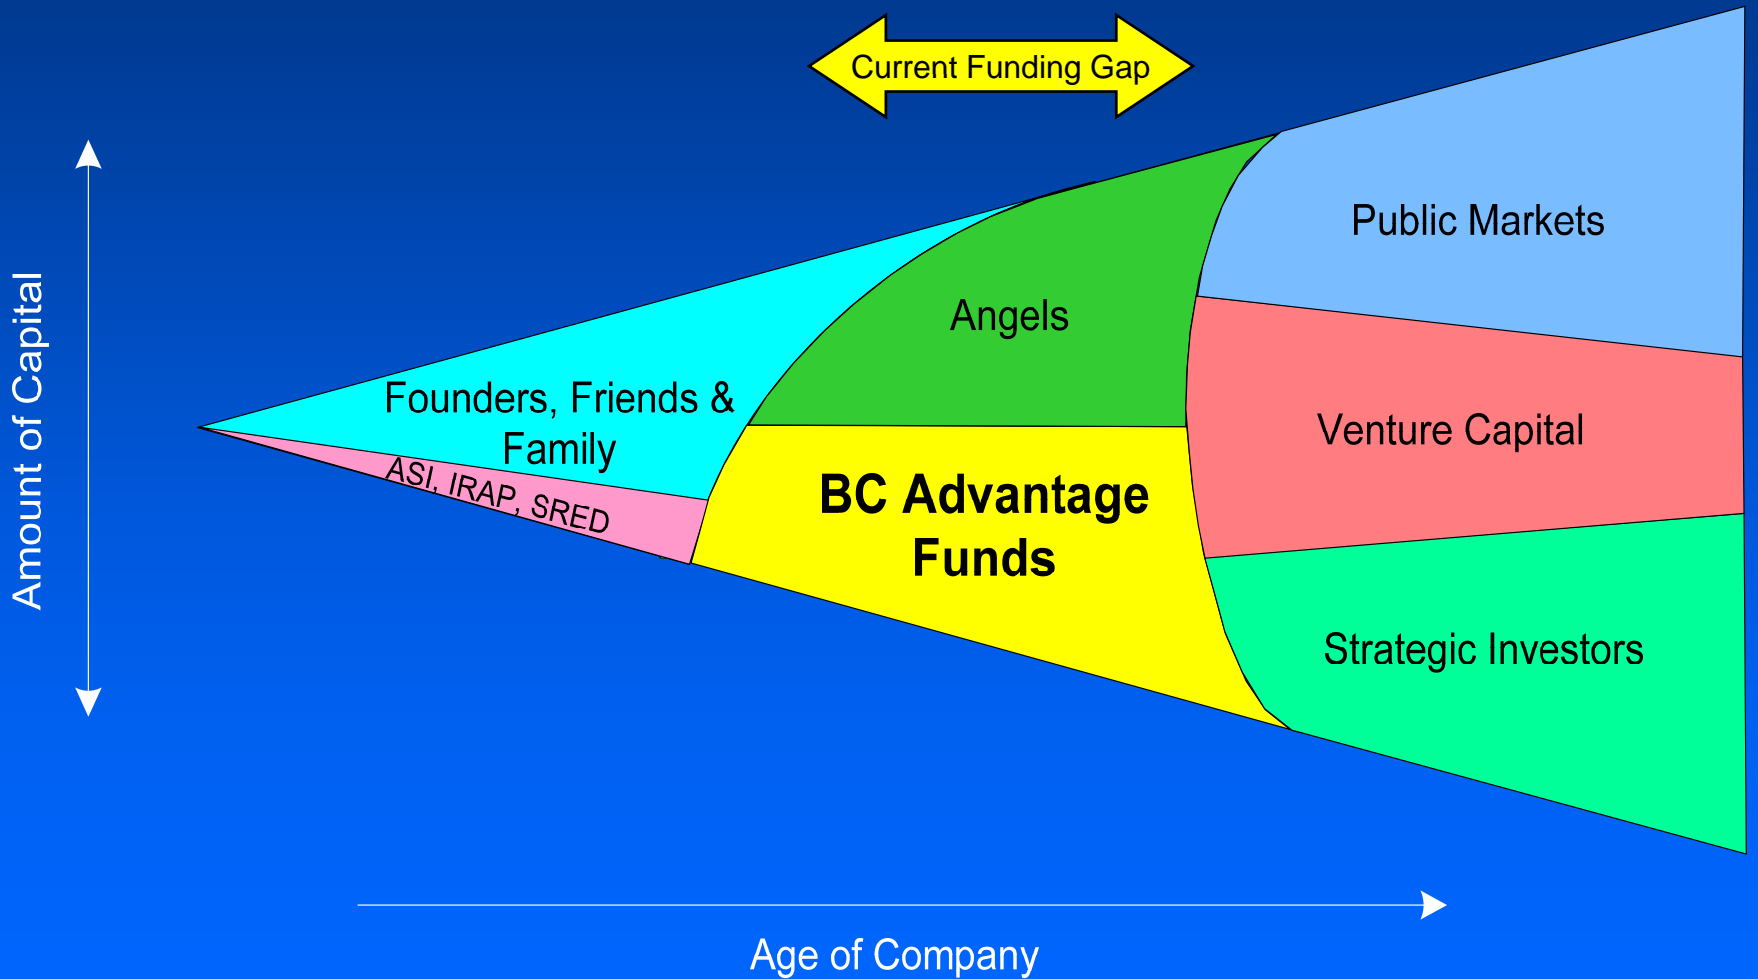 Current Funding Gap
Public Markets
Amount of Capital
Angels
Founders, Friends &
Family
Venture Capital
ASI, IRAP, SRED
BC Advantage
Funds
Strategic Investors
Age of Company